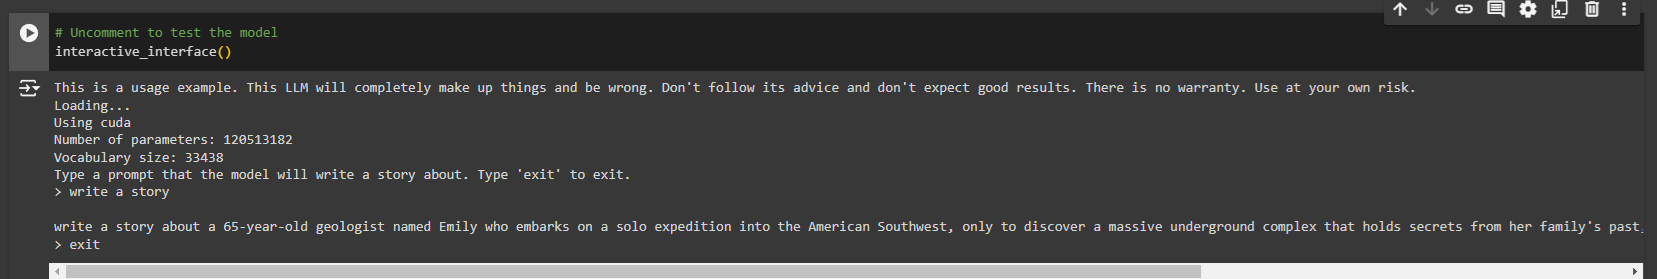 # Uncomment to test the model
interactive_interface()
This is a usage example. This LLM will completely make up things and be wrong. Don't follow its advice and don't expect good results. There is no warranty. Use at your own risk.
Loading...
Using cuda
Number of parameters: 120513182
Vocabulary size: 33438
Type a prompt that the model will write a story about. Type 'exit' to exit.
> write a story
write a story about a 65-year-old geologist named Emily who embarks on a solo expedition into the American Southwest, only to discover a massive underground complex that holds secrets from her family's past.
> exit